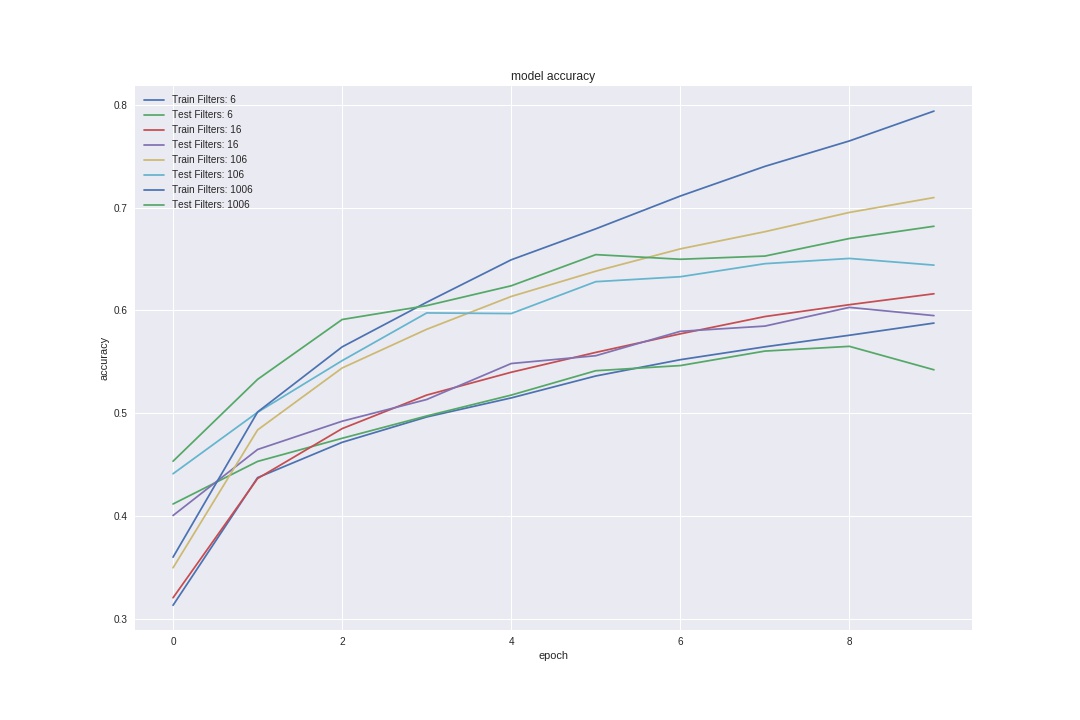 model accuracy
Train Filters: 6
Test Filters: 6
Train Filters: 16
Test Filters: 16
Train Filters: 106
Test Filters: 106
Train Filters: 1006
Test Filters: 1006
0.8
0.7
0.6
0.5
0.4
0.3
accuracy
0 2 4 6 8
epoch